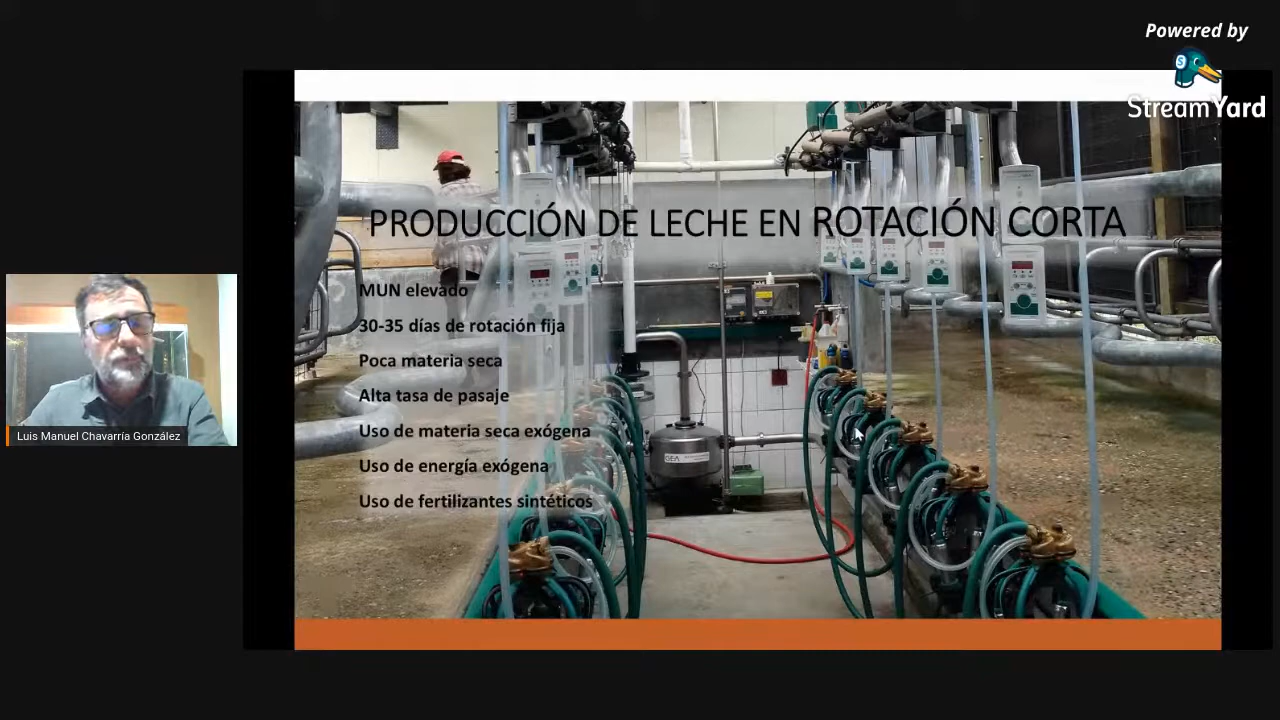 Powered by
StreamYard
PRODUCCIÓN DE LECHE EN ROTACIÓN CORTA
MUN elevado
30-35 días de rotación fija
Poca materia seca
Alta tasa de pasaje
Uso de materia seca exógena
Uso de energía exógena
Uso de fertilizantes sintéticos
GEA
Luis Manuel Chavarría González